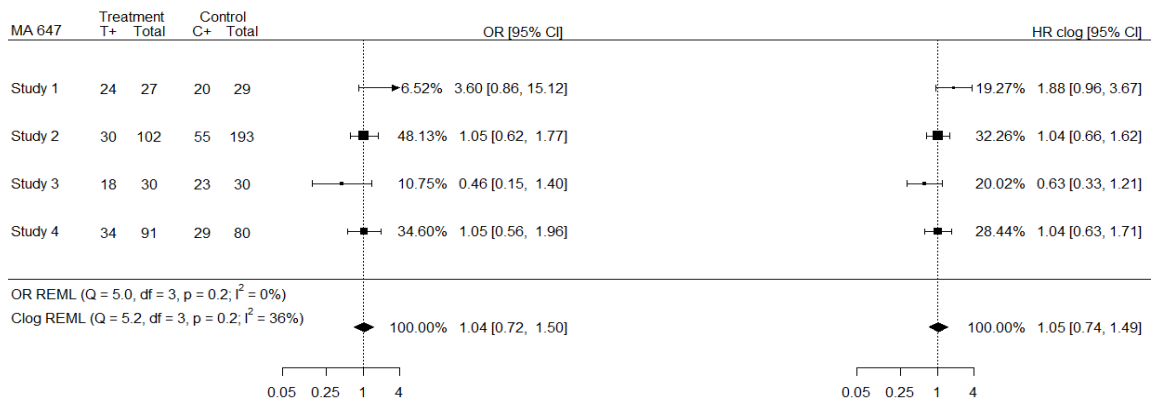 MA 647 Treatment Control
T+ Total C+ Total OR [95% CI] HR clog [95% CI]
Study 1 24 27 20 29 6.52% 3.60 [0.86, 15.12] 19.27% 1.88 [0.96, 3.67]
Study 2 30 102 55 193 48.13% 1.05 [0.62, 1.77] 32.26% 1.04 [0.66, 1.62]
Study 3 18 30 23 30 10.75% 0.46 [0.15, 1.40] 20.02% 0.63 [0.33, 1.21]
Study 4 34 91 29 80 34.60% 1.05 [0.56, 1.96] 28.44% 1.04 [0.63, 1.71]
OR REML (Q = 5.0, df = 3, p = 0.2; I² = 0%)
Clog REML (Q = 5.2, df = 3, p = 0.2; I² = 36%)
100.00% 1.04 [0.72, 1.50] 100.00% 1.05 [0.74, 1.49]
0.05 0.25 1 4 0.05 0.25 1 4